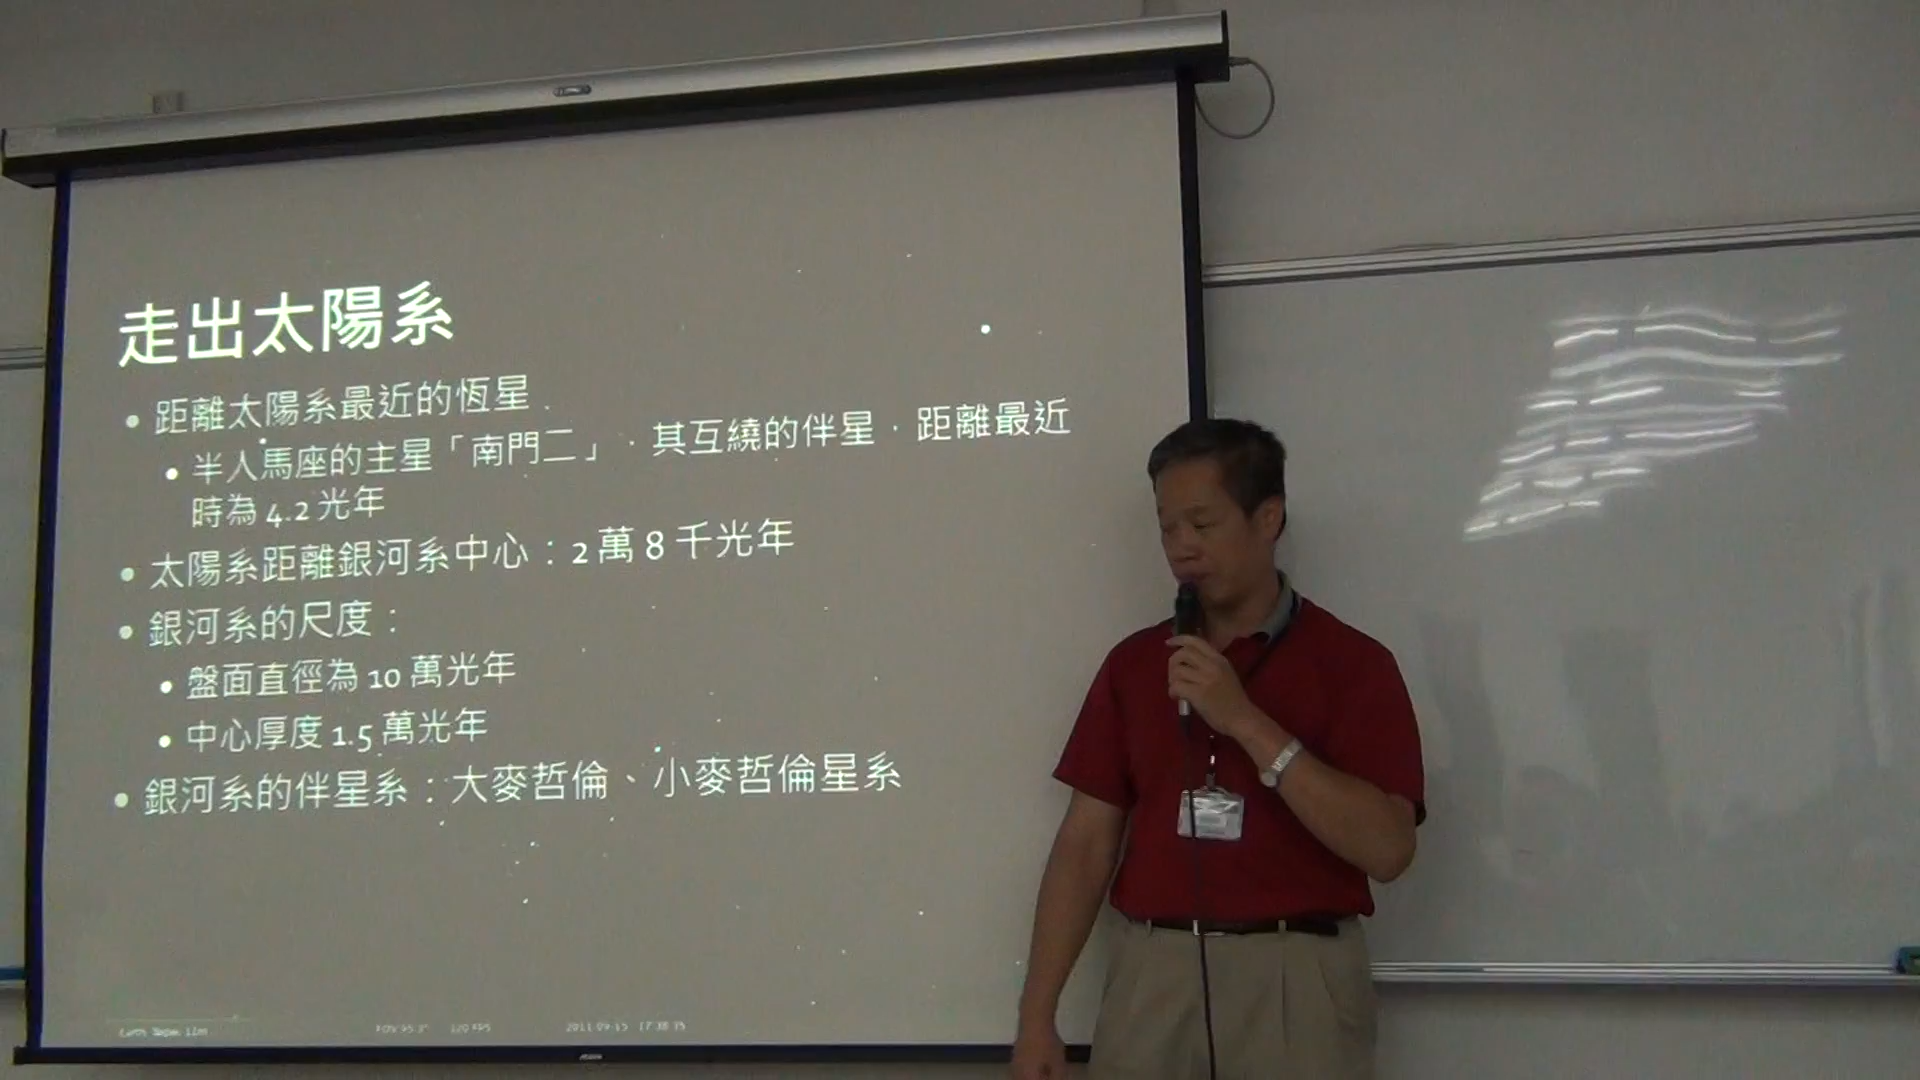 走出太陽系
• 距離太陽系最近的恆星
• 半人馬座的主星「南門二」，其互繞的伴星，距離最近
時為 4.2 光年
• 太陽系距離銀河系中心：2 萬 8 千光年
• 銀河系的尺度：
• 盤面直徑為 10 萬光年
• 中心厚度 1.5 萬光年
• 銀河系的伴星系：大麥哲倫、小麥哲倫星系